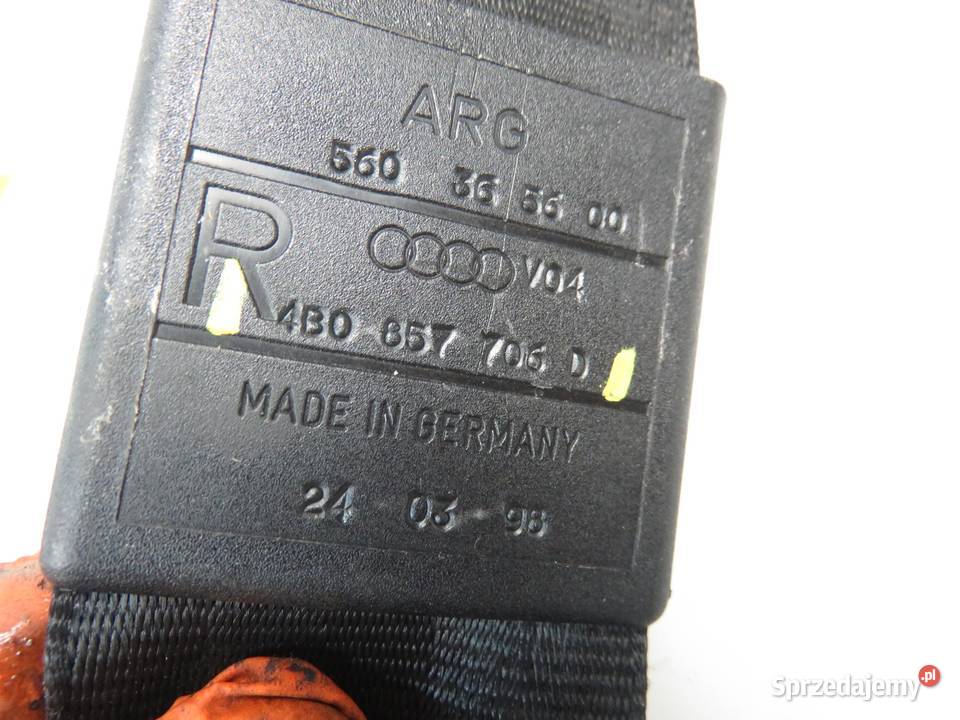 ARG
560 36 56 00
R
V04
4B0 857 706 D
MADE IN GERMANY
24 03 98
Sprzedajemy.pl